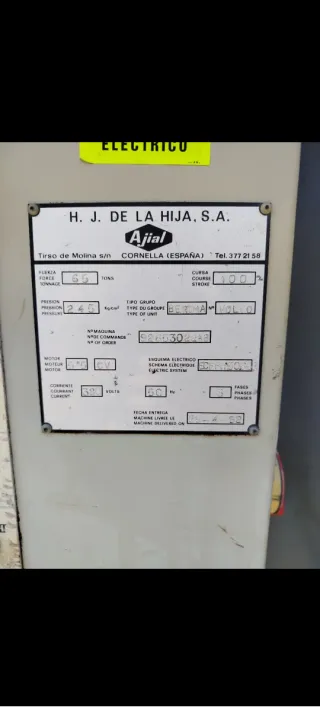 ELECTRICO
H. J. DE LA HIJA, S.A.
Ajial
Tirso de Molina s/n CORNELLA (ESPAÑA) Tel. 377 21 58
FUERZA
FORCE 65 TONS
TONNAGE
CURSA
COURSE 100
STROKE
PRESION
PRESSION 245 Kg/cm²
PRESSURE
TIPO GRUPO
TYPE DU GROUPE
TYPE OF UNIT
Nº MAQUINA
Nº DE COMMANDE
Nº OF ORDER
MOTOR
MOTEUR CV
MOTOR
ESQUEMA ELECTRICO
SCHEMA ELECTRIQUE
ELECTRIC SYSTEM
CORRIENTE
COURANT VOLTS
CURRENT
Hz
FASES
PHASES
PHASES
FECHA ENTREGA
MACHINE LIVREE LE
MACHINE DELIVERED ON